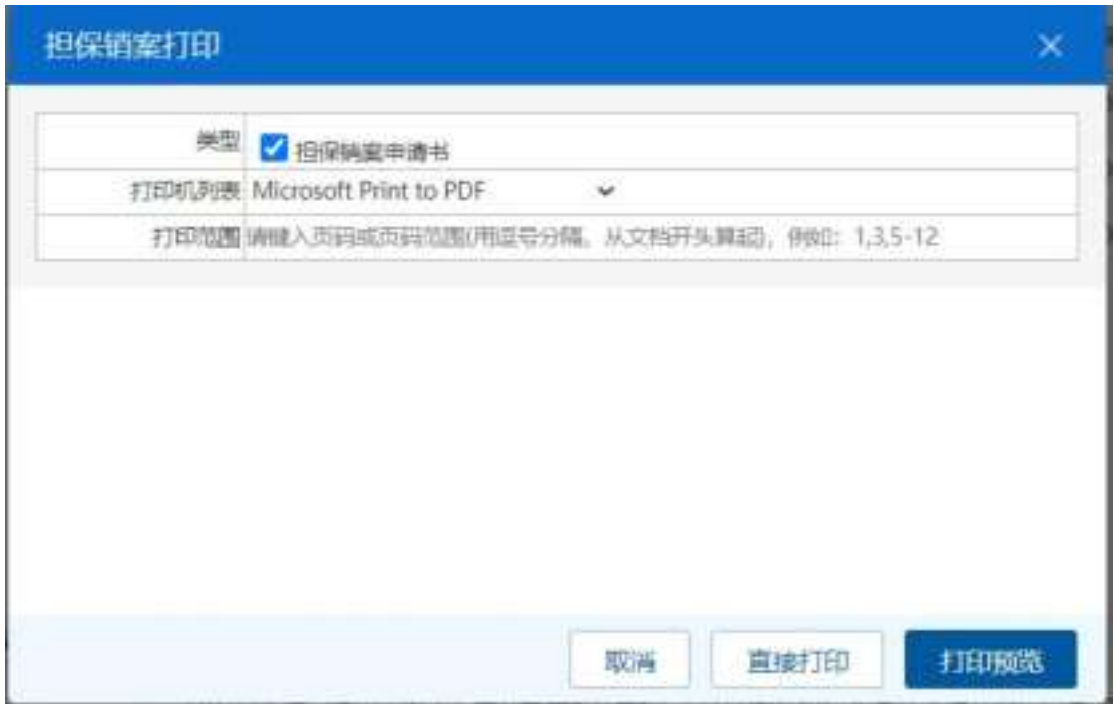 担保销案打印
类型 担保销案申请书
打印机列表 Microsoft Print to PDF
打印范围 请键入页码或页码范围(用逗号分隔，从文档开头算起)，例如：1,3,5-12
取消 直接打印 打印预览